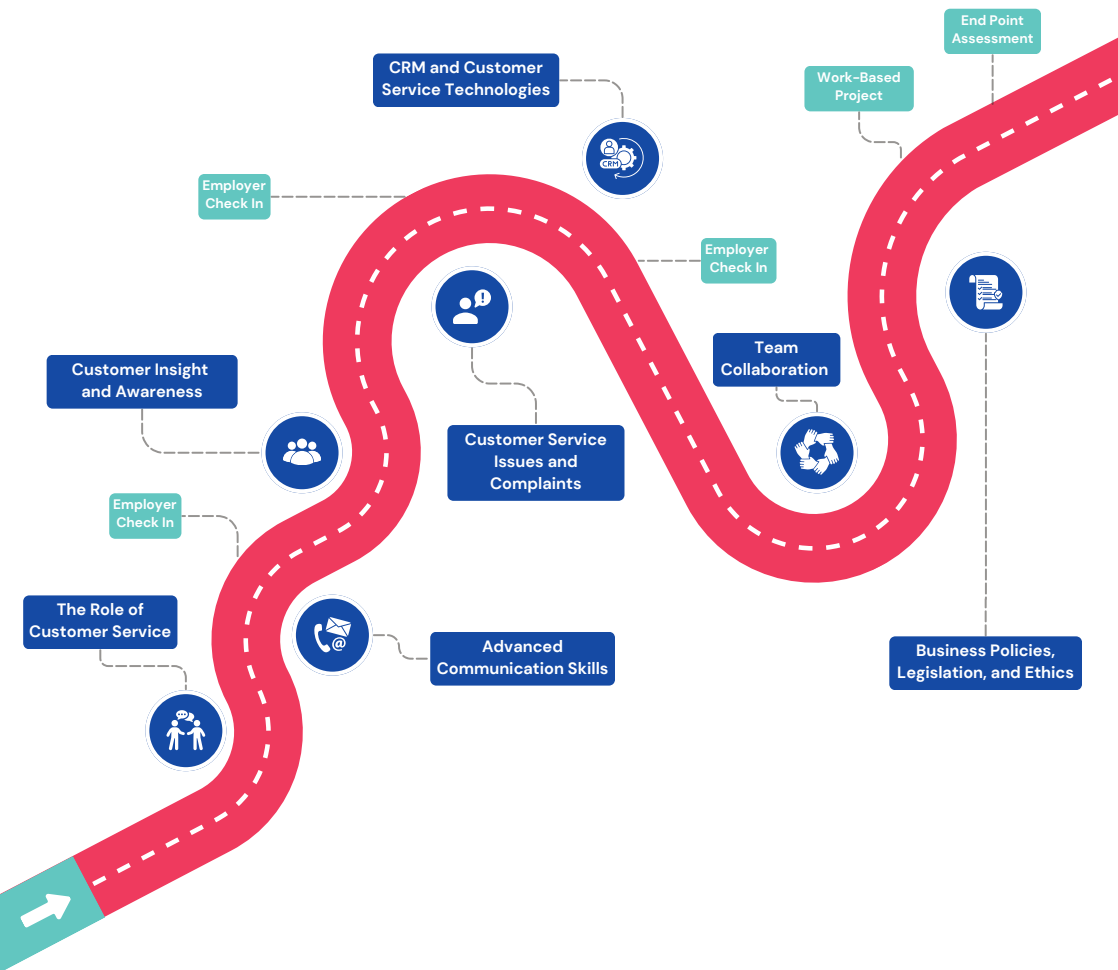 End Point
Assessment
CRM and Customer
Service Technologies
Work-Based
Project
CRM
Employer
Check In
Employer
Check In
Team
Collaboration
Customer Insight
and Awareness
Customer Service
Issues and
Complaints
Employer
Check In
The Role of
Customer Service
@
Advanced
Communication Skills
Business Policies,
Legislation, and Ethics